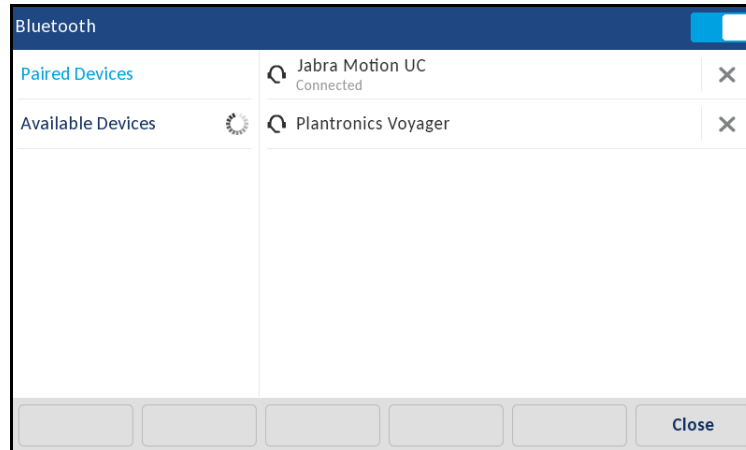 Bluetooth
Paired Devices
Jabra Motion UC
Connected
Available Devices
Plantronics Voyager
Close